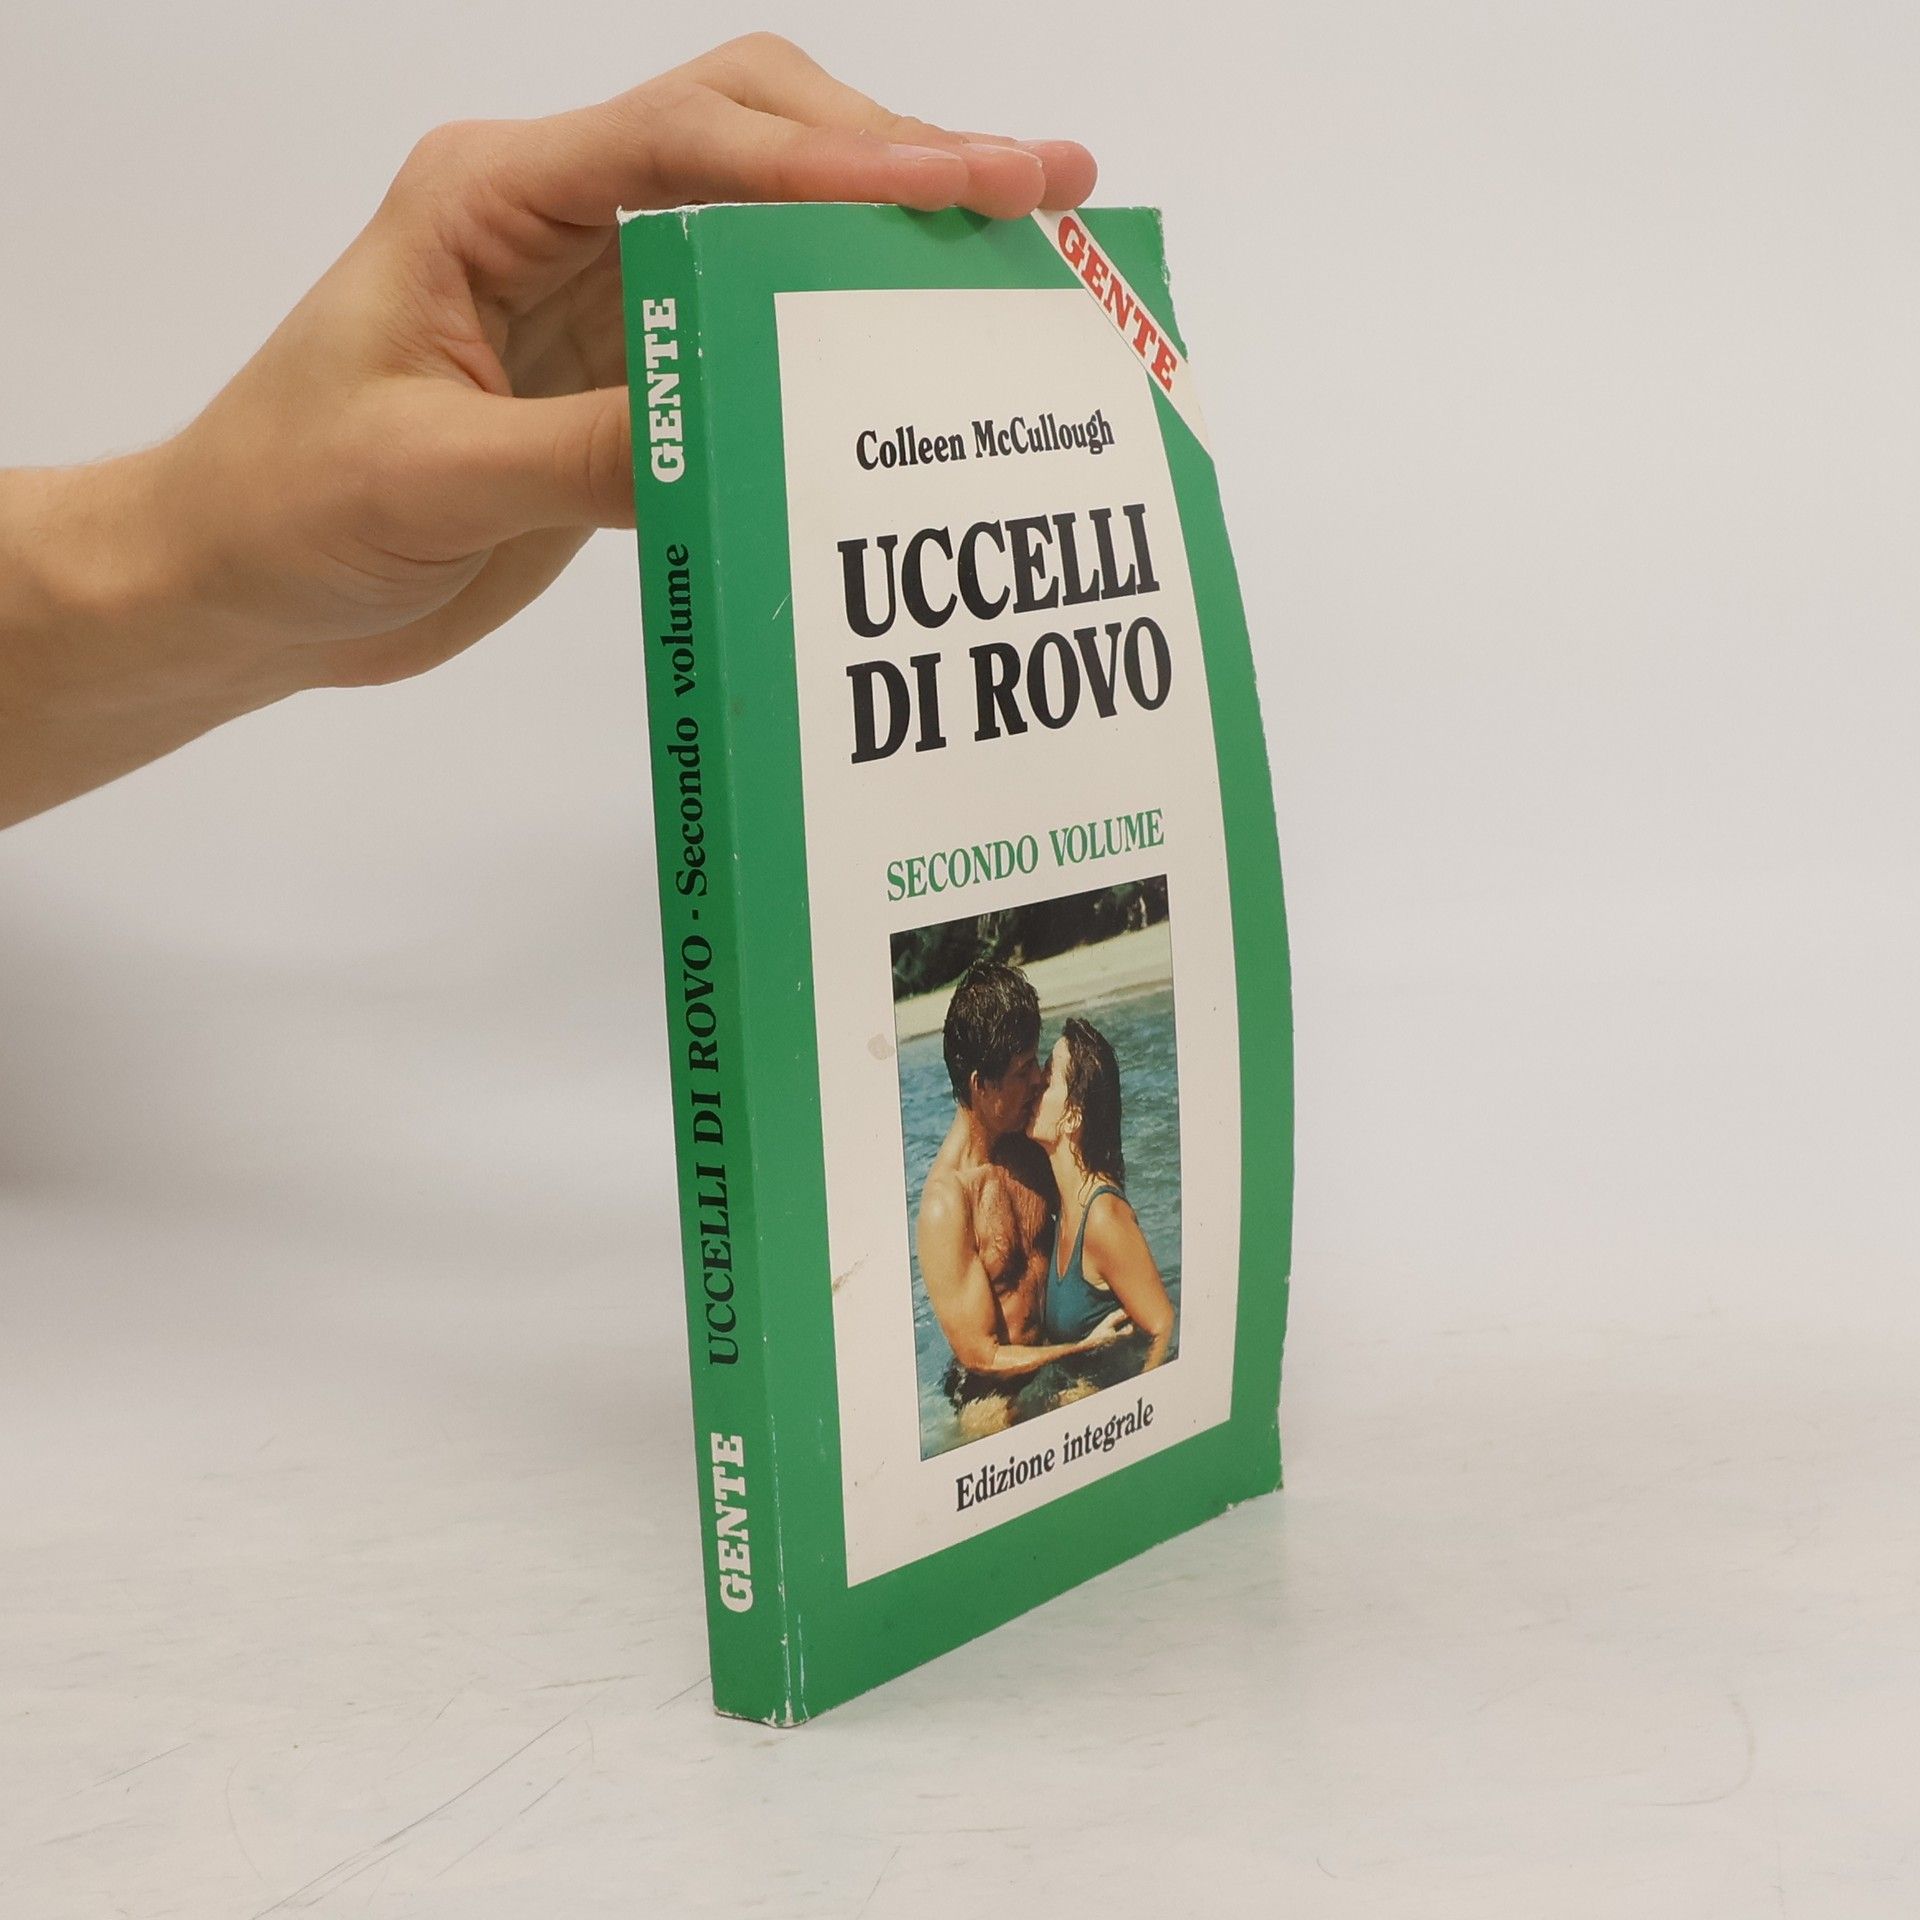 GENTE UCCELLI DI ROVO - Secondo volume GENTE
GENTE
Colleen McCullough
UCCELLI
DI ROVO
SECONDO VOLUME
Edizione integrale